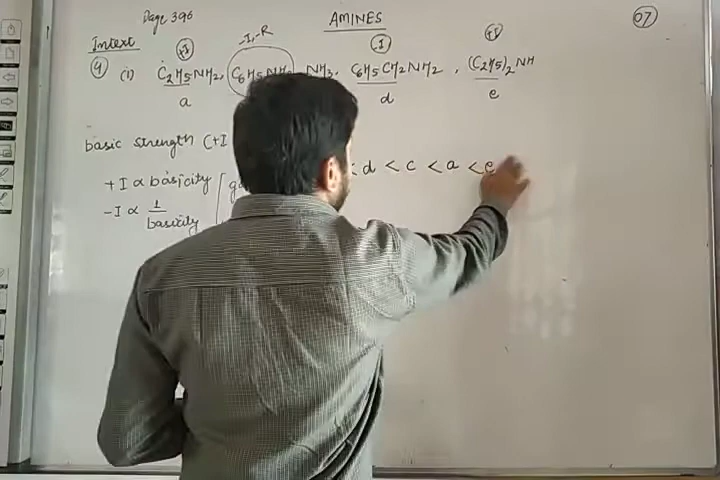 Page 396
AMINES
07
Intext
-I, -R
+I
-I
+I
4 (i) C2H5NH2, C6H5NH2 NH3, C6H5CH2NH2, (C2H5)2NH
a d e
basic strength (+I
< d < c < a < e
+I ∝ basicity
-I ∝ 1/basicity